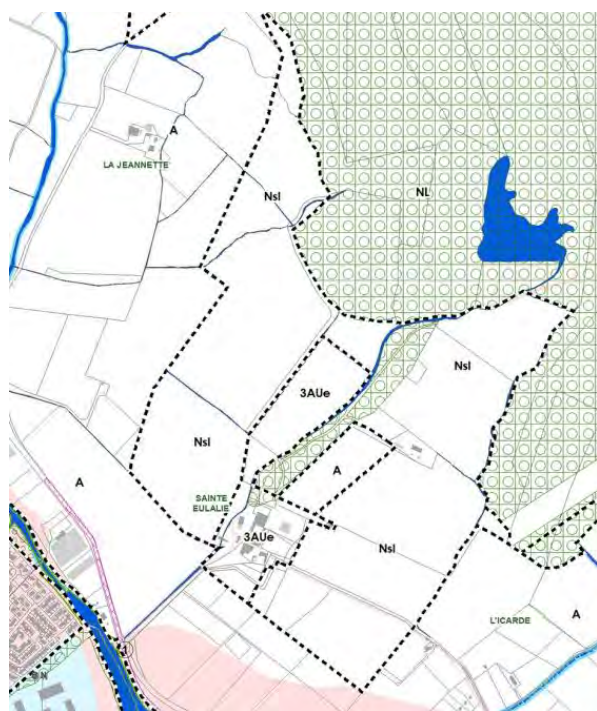 A
LA JEANNETTE
Nsl
NL
Nsl
3AUe
Nsl
A
A
SAINTE
EULALIE
3AUe
Nsl
L'ICARDE
A
N